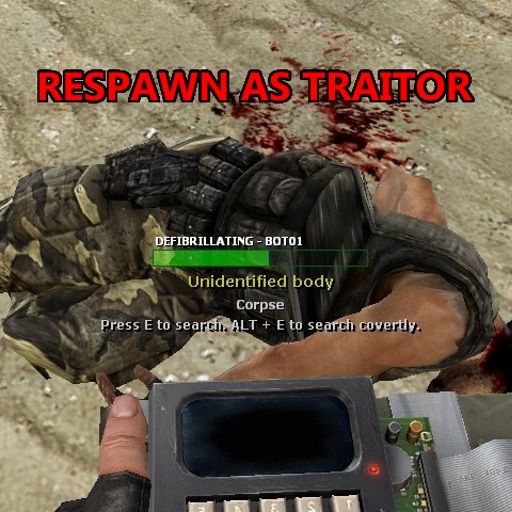 RESPAWN AS TRAITOR
DEFIBRILLATING - BOT01
Unidentified body
Corpse
Press E to search. ALT + E to search covertly.